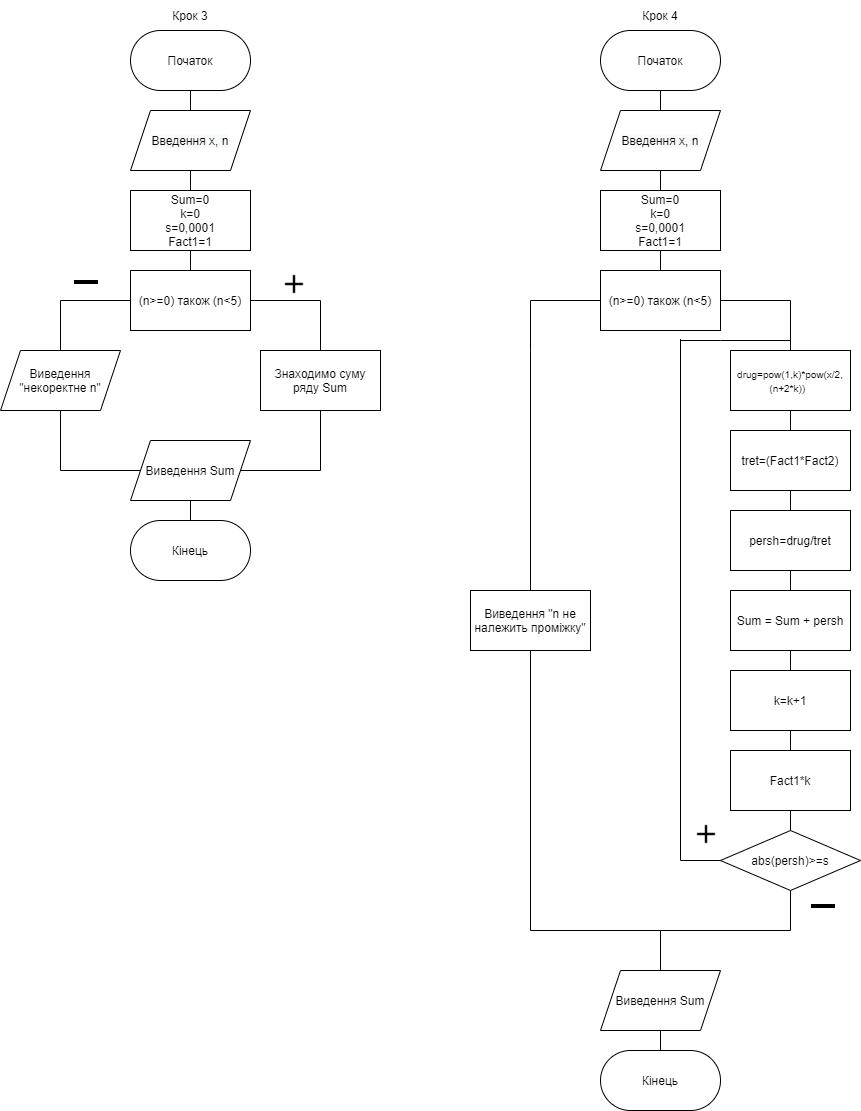 Крок 3
Початок
Введення x, n
Sum=0
k=0
s=0,0001
Fact1=1
(n>=0) також (n<5)
Виведення
"некоректне n"
Знаходимо суму
ряду Sum
Виведення Sum
Кінець
Крок 4
Початок
Введення x, n
Sum=0
k=0
s=0,0001
Fact1=1
(n>=0) також (n<5)
drug=pow(1,k)*pow(x/2,
(n+2*k))
tret=(Fact1*Fact2)
persh=drug/tret
Виведення "n не
належить проміжку"
Sum = Sum + persh
k=k+1
Fact1*k
+
abs(persh)>=s
Виведення Sum
Кінець